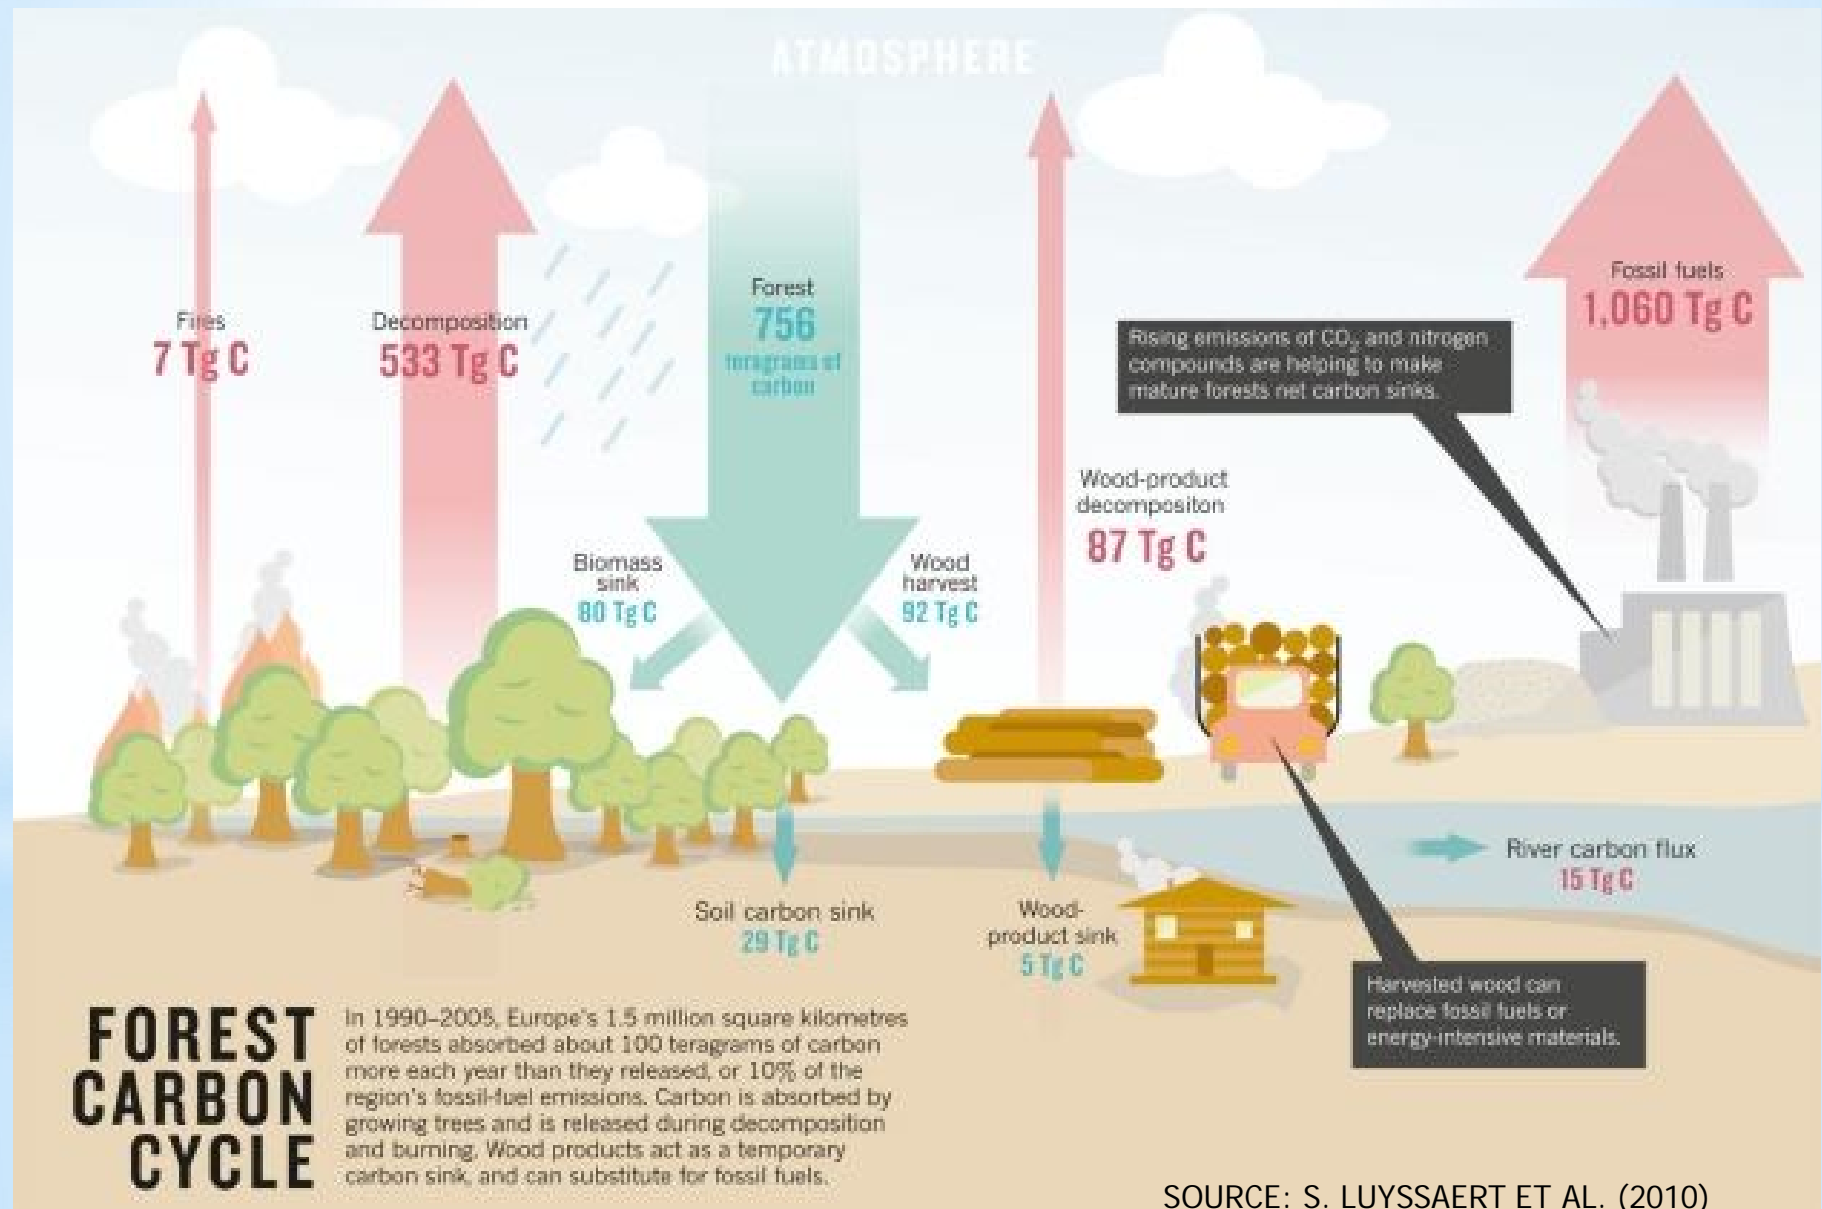 ATMOSPHERE
Fires
7 Tg C
Decomposition
533 Tg C
Forest
756
teragrams of
carbon
Biomass
sink
80 Tg C
Wood
harvest
92 Tg C
Wood-product
decompositon
87 Tg C
Rising emissions of CO₂ and nitrogen
compounds are helping to make
mature forests net carbon sinks.
Fossil fuels
1,060 Tg C
Soil carbon sink
29 Tg C
Wood-
product sink
5 Tg C
River carbon flux
15 Tg C
Harvested wood can
replace fossil fuels or
energy-intensive materials.
FOREST
CARBON
CYCLE
In 1990–2005, Europe's 1.5 million square kilometres
of forests absorbed about 100 teragrams of carbon
more each year than they released, or 10% of the
region's fossil-fuel emissions. Carbon is absorbed by
growing trees and is released during decomposition
and burning. Wood products act as a temporary
carbon sink, and can substitute for fossil fuels.
SOURCE: S. LUYSSAERT ET AL. (2010)